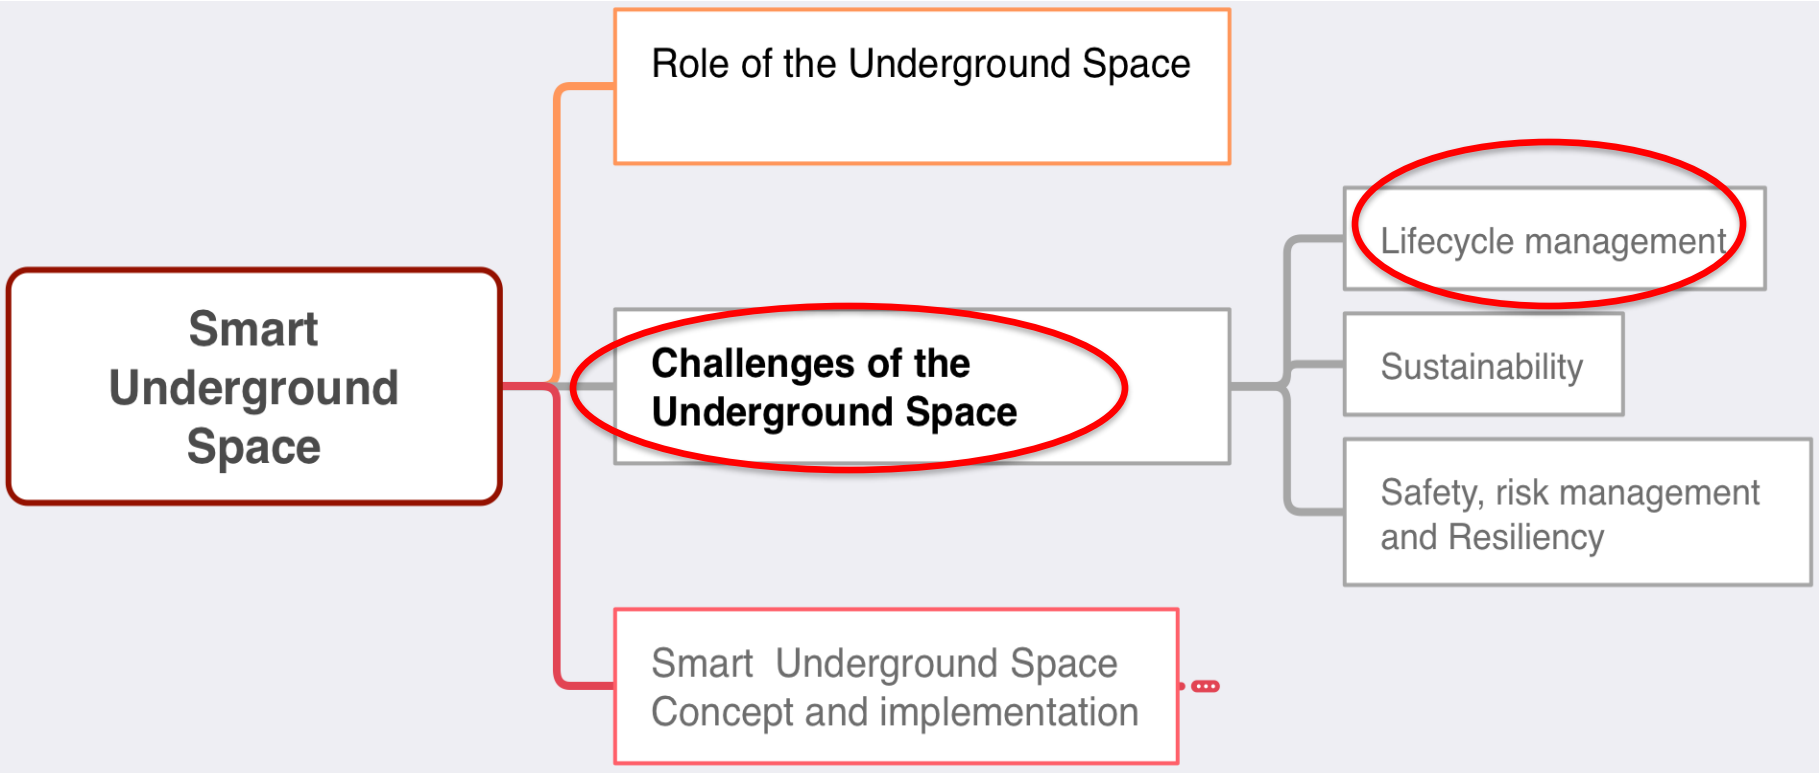 Smart
Underground
Space
Role of the Underground Space
Challenges of the
Underground Space
Lifecycle management
Sustainability
Safety, risk management
and Resiliency
Smart  Underground Space
Concept and implementation